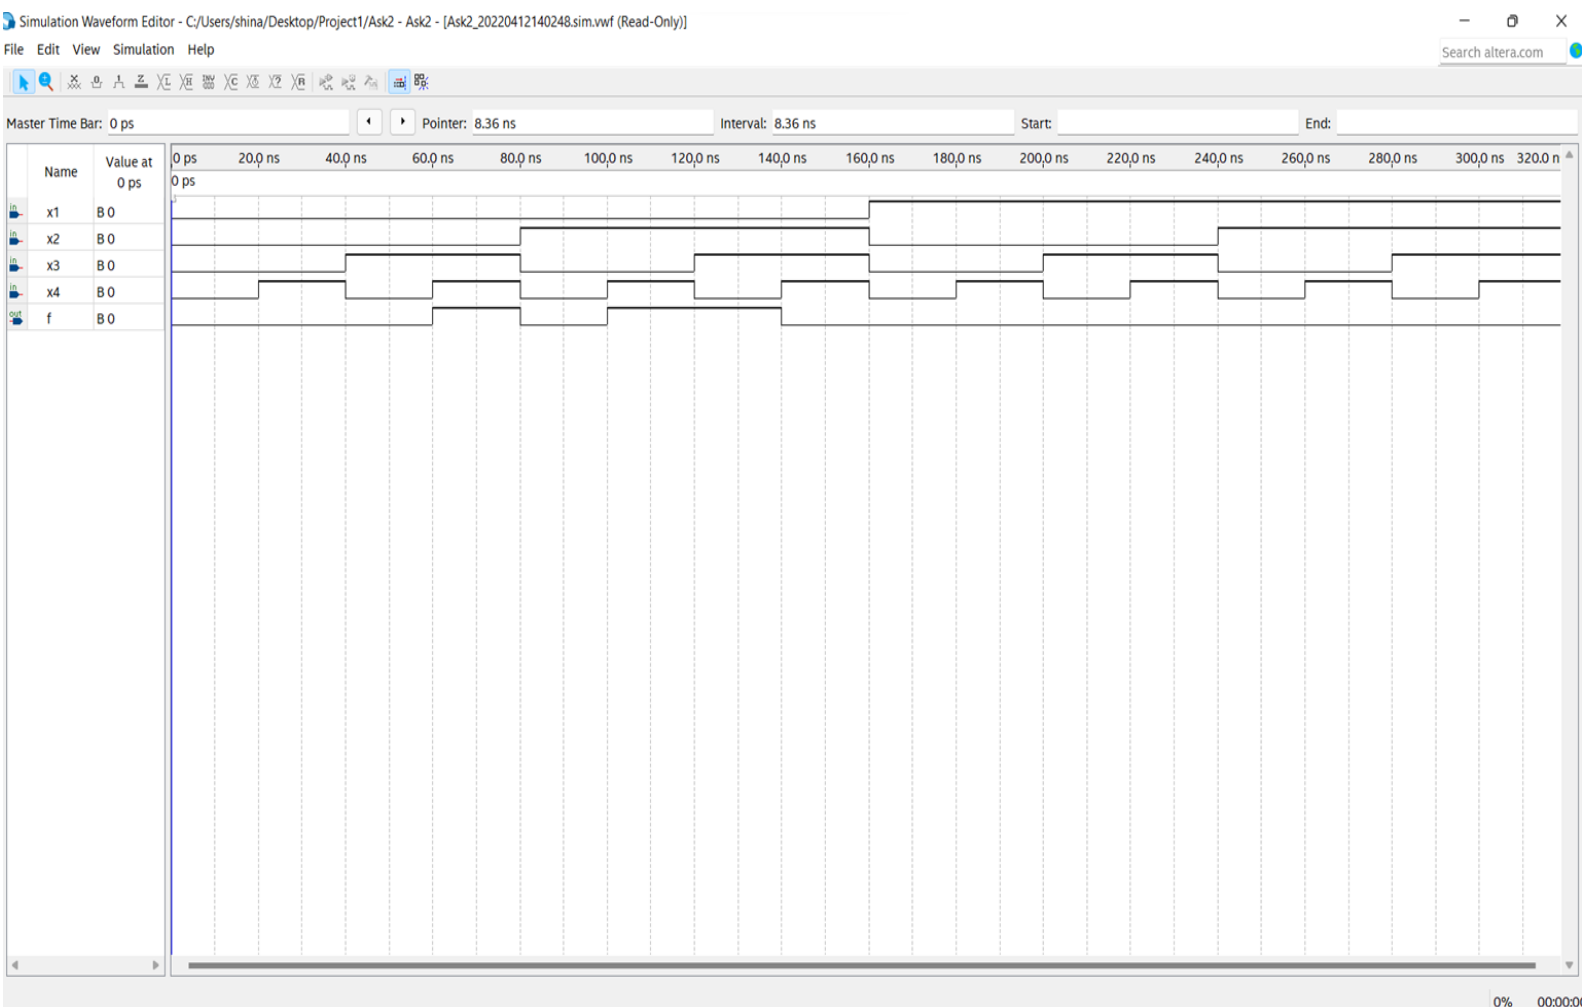 Simulation Waveform Editor - C:/Users/shina/Desktop/Project1/Ask2 - Ask2 - [Ask2_20220412140248.sim.vwf (Read-Only)]
File Edit View Simulation Help
Search altera.com
Master Time Bar: 0 ps Pointer: 8.36 ns Interval: 8.36 ns Start: End:
Name Value at 0 ps
0 ps 20.0 ns 40.0 ns 60.0 ns 80.0 ns 100.0 ns 120.0 ns 140.0 ns 160.0 ns 180.0 ns 200.0 ns 220.0 ns 240.0 ns 260.0 ns 280.0 ns 300.0 ns 320.0 n
0 ps
x1 B 0
x2 B 0
x3 B 0
x4 B 0
f B 0
0% 00:00:0